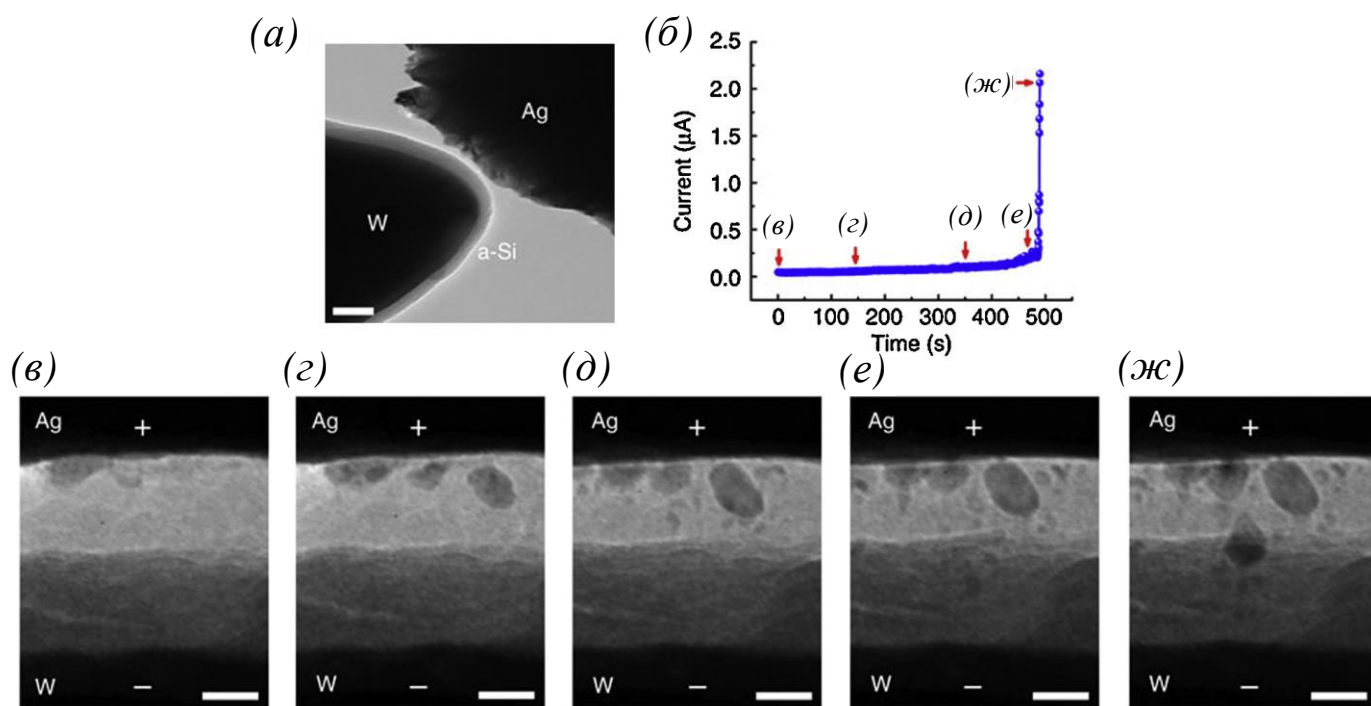 (а)
Ag
W
a-Si
(б)
Current (μA)
2.5
2.0
1.5
1.0
0.5
0.0
(в)
(г)
(д)
(е)
(ж)
0 100 200 300 400 500
Time (s)
(в)
Ag +
W −
(г)
Ag +
W −
(д)
Ag +
W −
(е)
Ag +
W −
(ж)
Ag +
W −